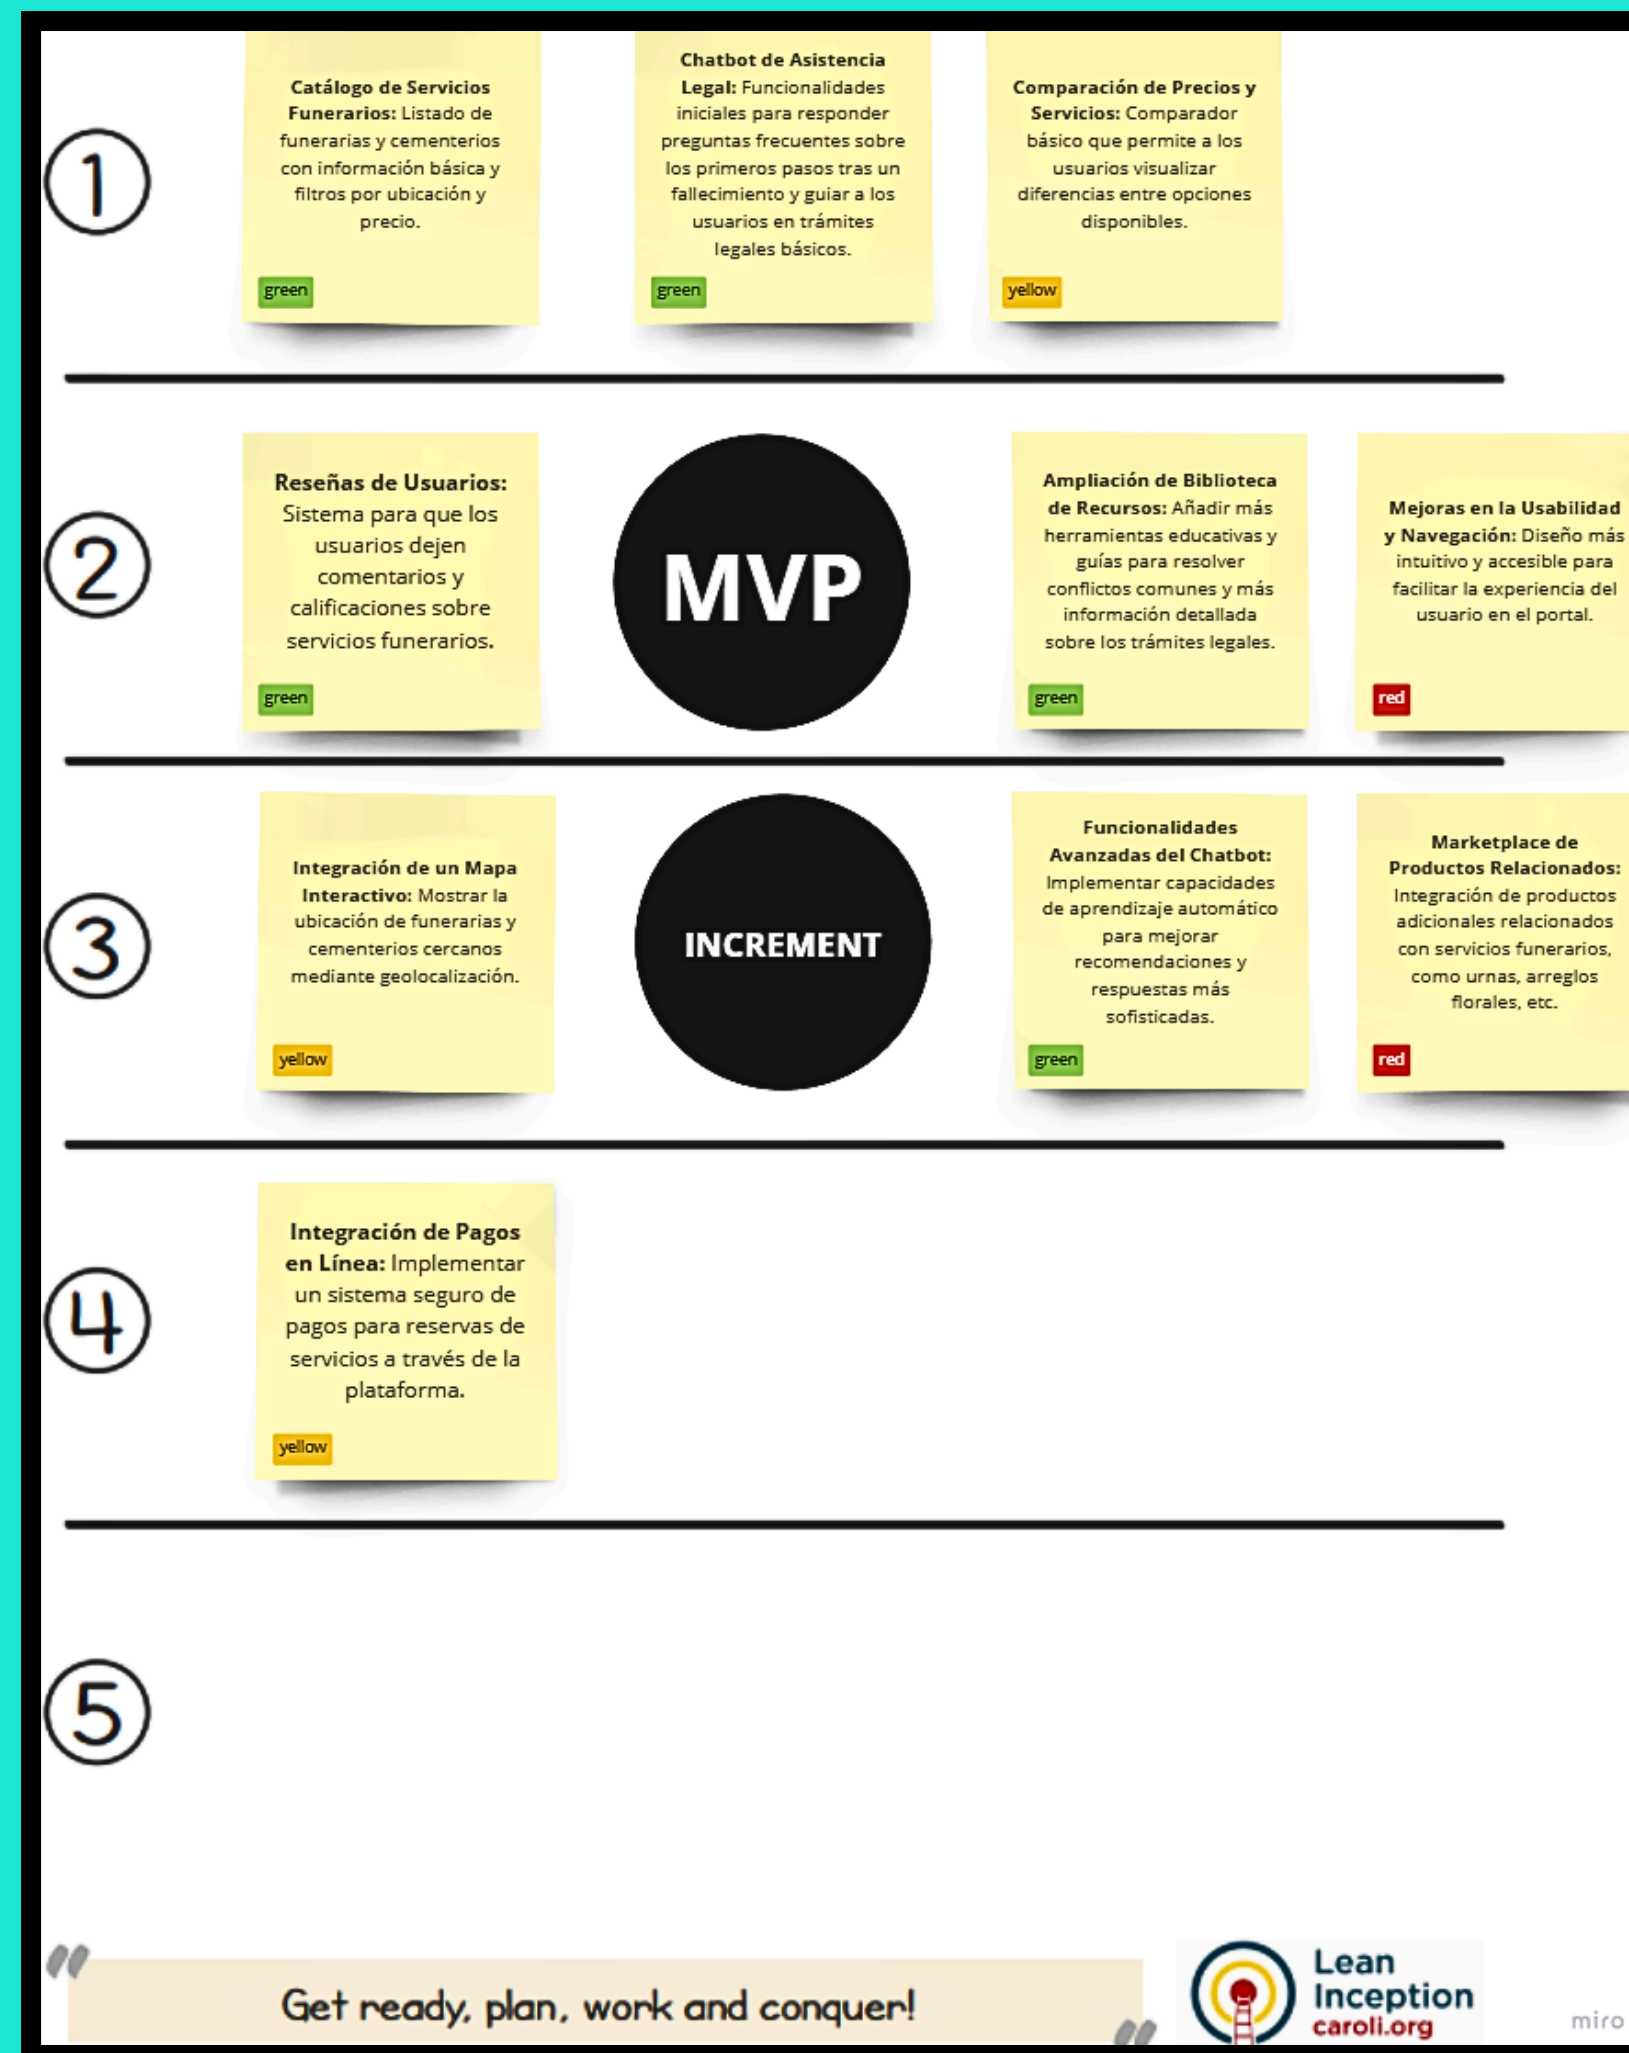 1
Catálogo de Servicios
Funerarios: Listado de
funerarias y cementerios
con información básica y
filtros por ubicación y
precio.
green
Chatbot de Asistencia
Legal: Funcionalidades
iniciales para responder
preguntas frecuentes sobre
los primeros pasos tras un
fallecimiento y guiar a los
usuarios en trámites
legales básicos.
green
Comparación de Precios y
Servicios: Comparador
básico que permite a los
usuarios visualizar
diferencias entre opciones
disponibles.
yellow
2
Reseñas de Usuarios:
Sistema para que los
usuarios dejen
comentarios y
calificaciones sobre
servicios funerarios.
green
MVP
Ampliación de Biblioteca
de Recursos: Añadir más
herramientas educativas y
guías para resolver
conflictos comunes y más
información detallada
sobre los trámites legales.
green
Mejoras en la Usabilidad
y Navegación: Diseño más
intuitivo y accesible para
facilitar la experiencia del
usuario en el portal.
red
3
Integración de un Mapa
Interactivo: Mostrar la
ubicación de funerarias y
cementerios cercanos
mediante geolocalización.
yellow
INCREMENT
Funcionalidades
Avanzadas del Chatbot:
Implementar capacidades
de aprendizaje automático
para mejorar
recomendaciones y
respuestas más
sofisticadas.
green
Marketplace de
Productos Relacionados:
Integración de productos
adicionales relacionados
con servicios funerarios,
como urnas, arreglos
florales, etc.
red
4
Integración de Pagos
en Línea: Implementar
un sistema seguro de
pagos para reservas de
servicios a través de la
plataforma.
yellow
5
" Get ready, plan, work and conquer! "
Lean
Inception
caroli.org
miro